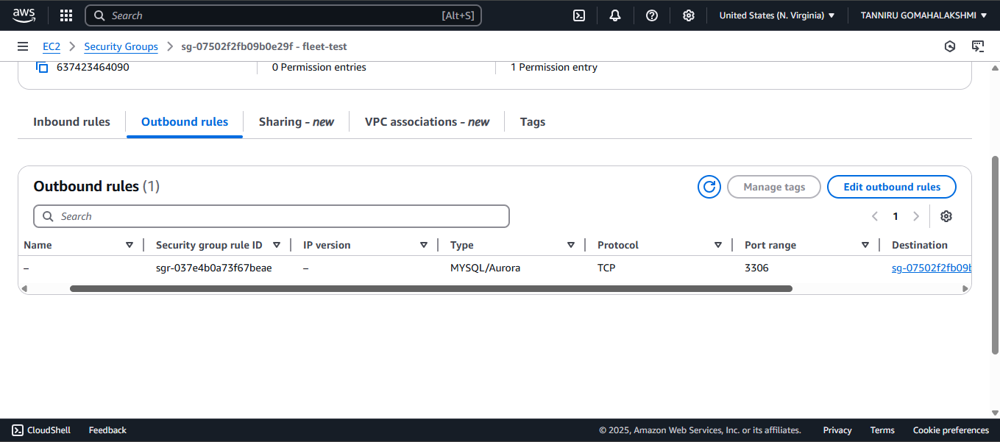 aws Search [Alt+S] United States (N. Virginia) TANNIRU GOMAHALAKSHMI
EC2 > Security Groups > sg-07502f2fb09b0e29f - fleet-test
637423464090 0 Permission entries 1 Permission entry
Inbound rules Outbound rules Sharing - new VPC associations - new Tags
Outbound rules (1) Manage tags Edit outbound rules
Search 1
Name Security group rule ID IP version Type Protocol Port range Destination
– sgr-037e4b0a73f67beae – MYSQL/Aurora TCP 3306 sg-07502f2fb09b
CloudShell Feedback © 2025, Amazon Web Services, Inc. or its affiliates. Privacy Terms Cookie preferences